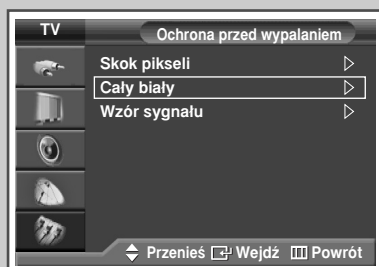 TV
Ochrona przed wypalaniem
Skok pikseli
Cały biały
Wzór sygnału
Przenieś Wejdź Powrót